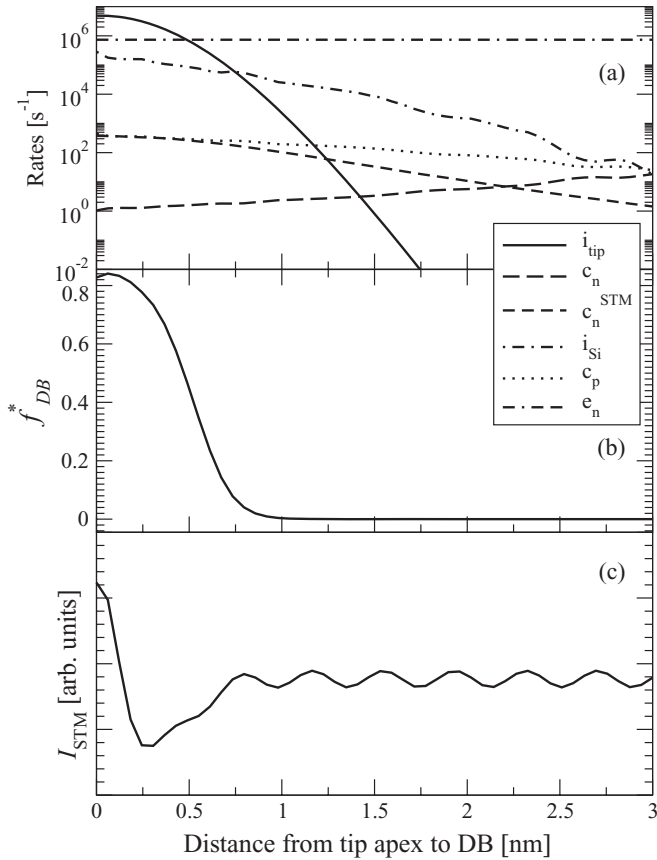 10^6
10^4
10^2
10^0
10^-2
Rates [s^-1]
(a)
i_tip
c_n
c_n^STM
i_Si
c_p
e_n
0.8
0.6
0.4
0.2
0
f^*_DB
(b)
(c)
I_STM [arb. units]
0 0.5 1 1.5 2 2.5 3
Distance from tip apex to DB [nm]